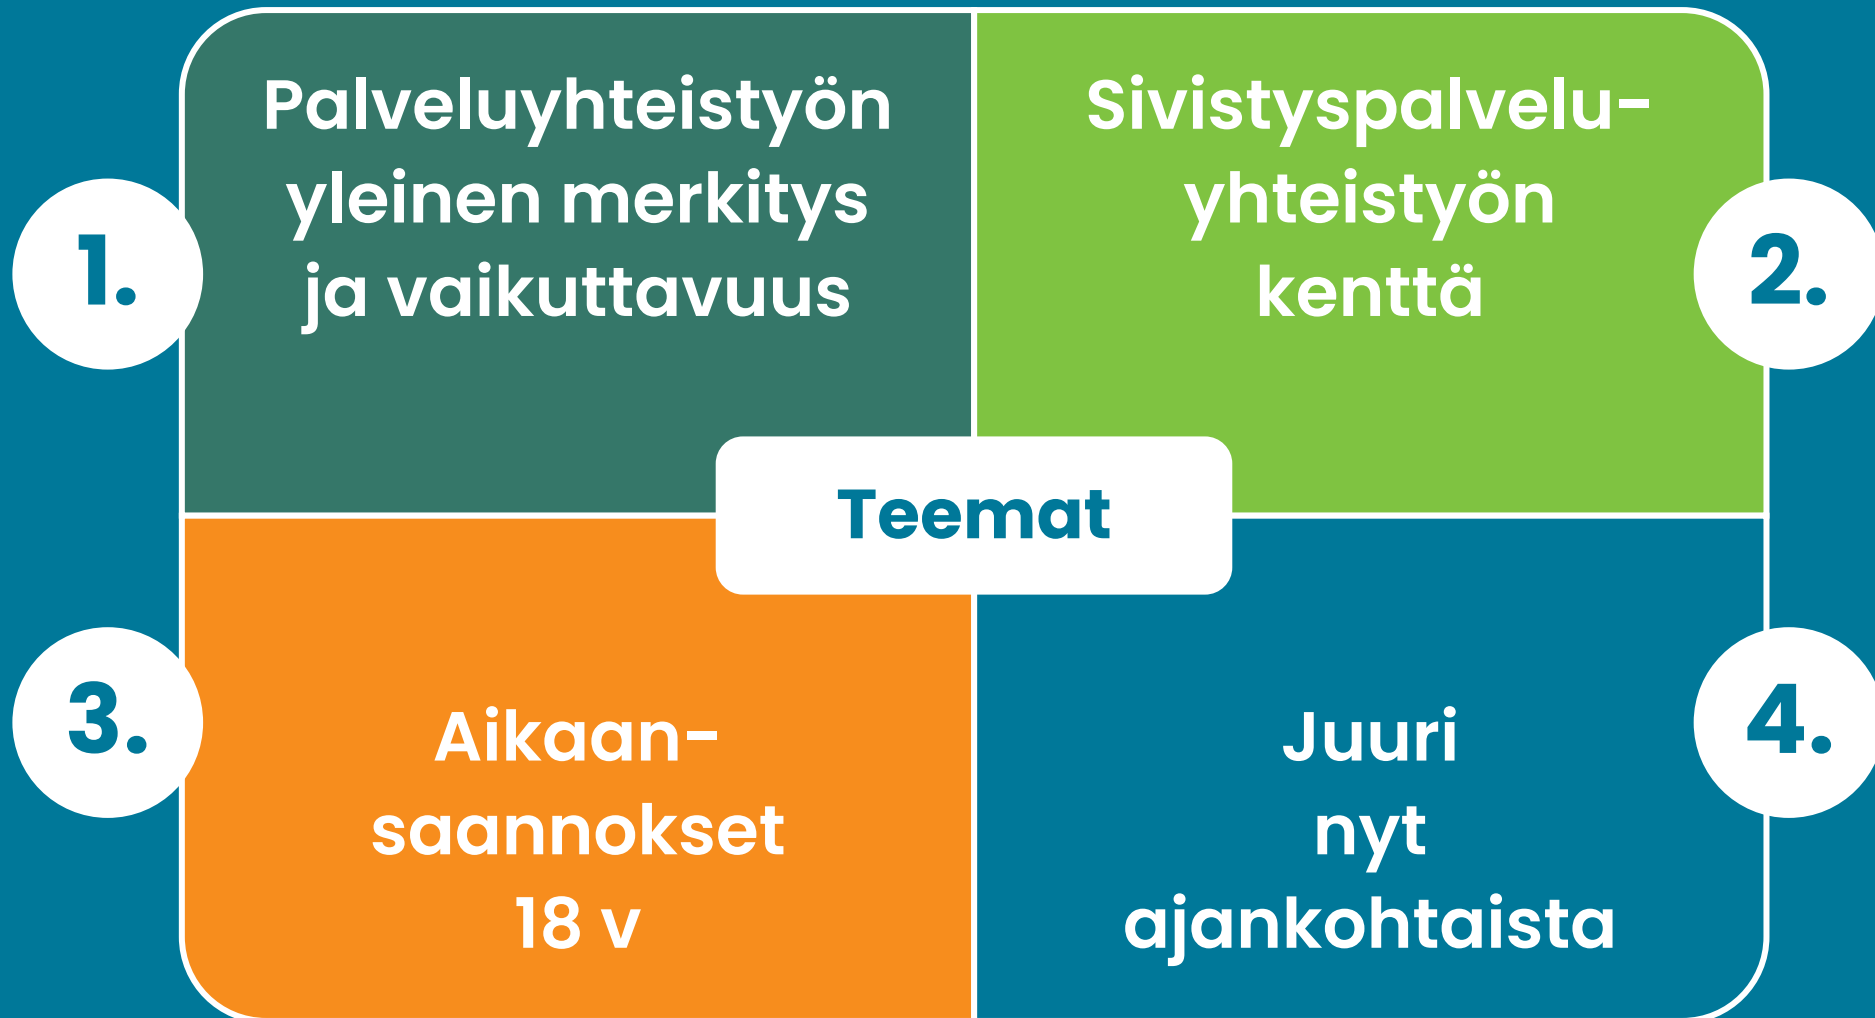 1.
Palveluyhteistyön
yleinen merkitys
ja vaikuttavuus
Sivistyspalvelu-
yhteistyön
kenttä
2.
Teemat
3.
Aikaan-
saannokset
18 v
Juuri
nyt
ajankohtaista
4.